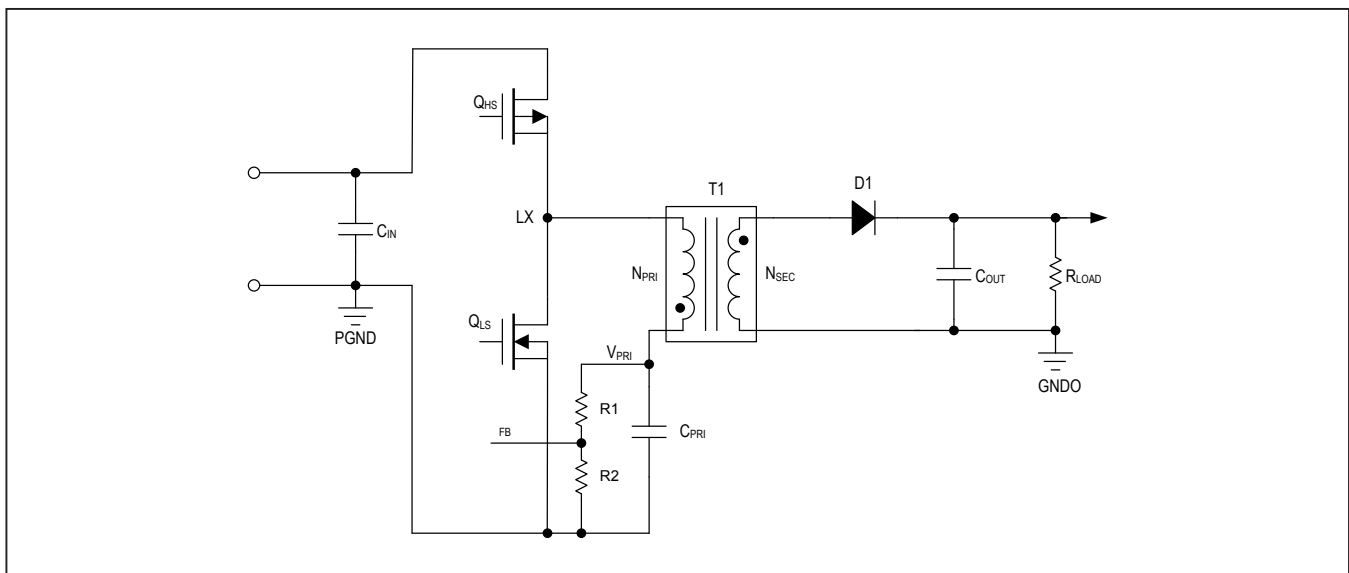 QHS
T1
D1
LX
CIN
NPRI
NSEC
COUT
RLOAD
QLS
PGND
VPRI
GNDO
R1
CPRI
FB
R2